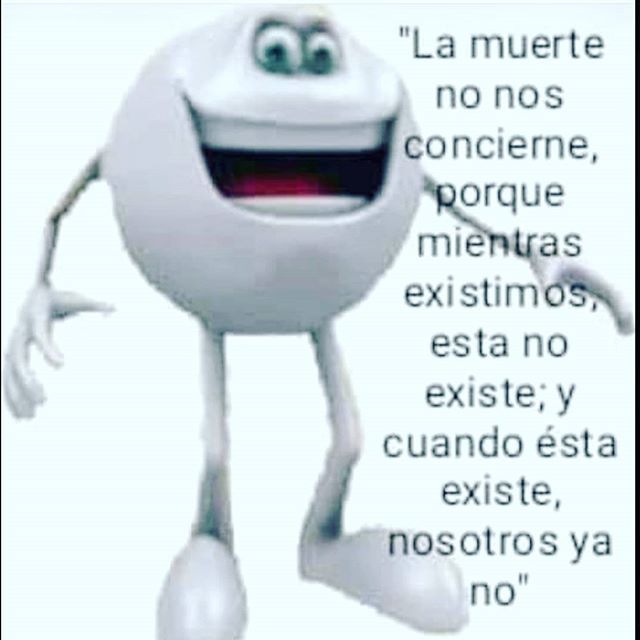 "La muerte
no nos
concierne,
porque
mientras
existimos,
esta no
existe; y
cuando ésta
existe,
nosotros ya
no"